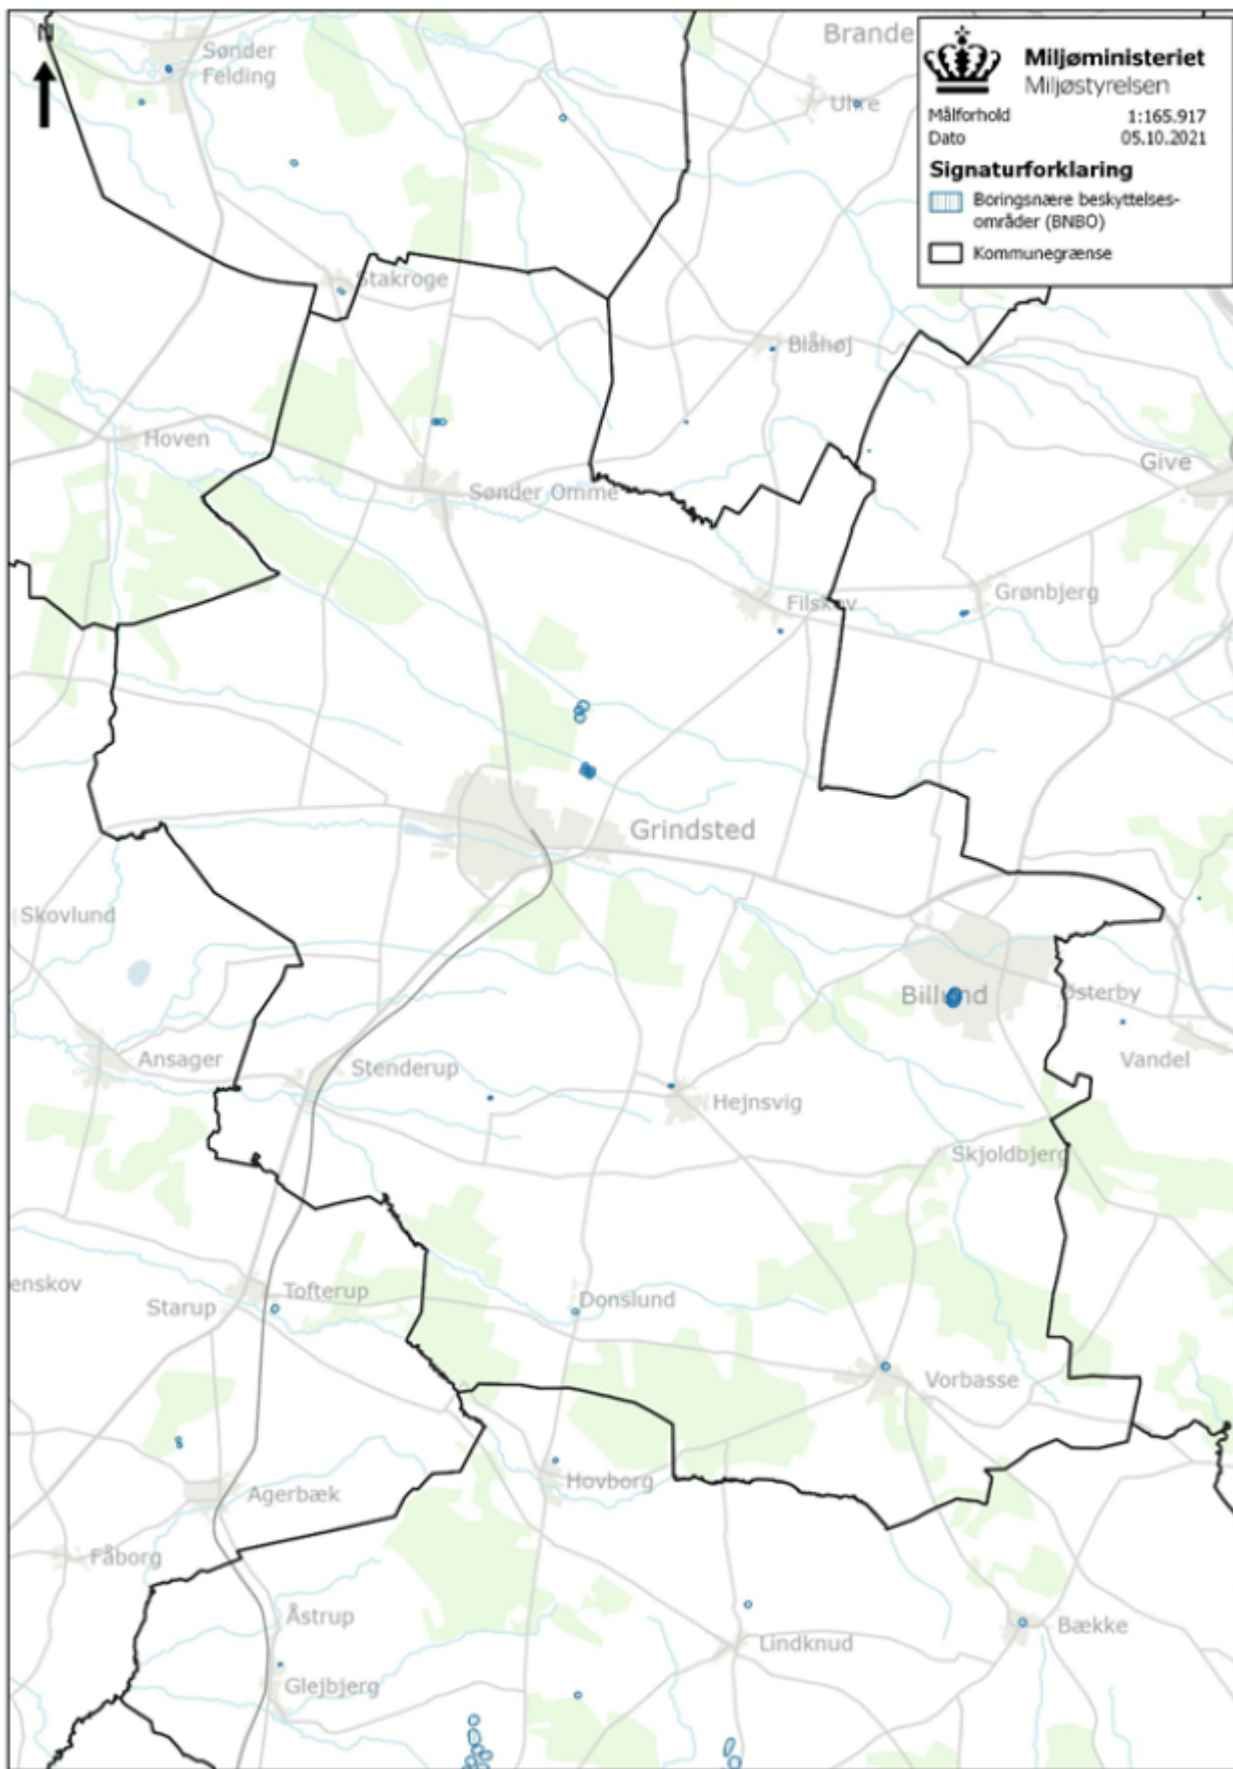 N
Sønder
Felding
Brande
Uhre
Miljøministeriet
Miljøstyrelsen
Målforhold 1:165.917
Dato 05.10.2021
Signaturforklaring
Boringsnære beskyttelses-
områder (BNBO)
Kommunegrænse
Stakroge
Blåhøj
Hoven
Give
Sønder Omme
Filskov
Grønbjerg
Grindsted
Skovlund
Billund
Østerby
Ansager
Vandel
Stenderup
Hejnsvig
Skjoldbjerg
enskov
Tofterup
Starup
Donslund
Vorbasse
Hovborg
Agerbæk
Fåborg
Åstrup
Lindknud
Bække
Glejbjerg